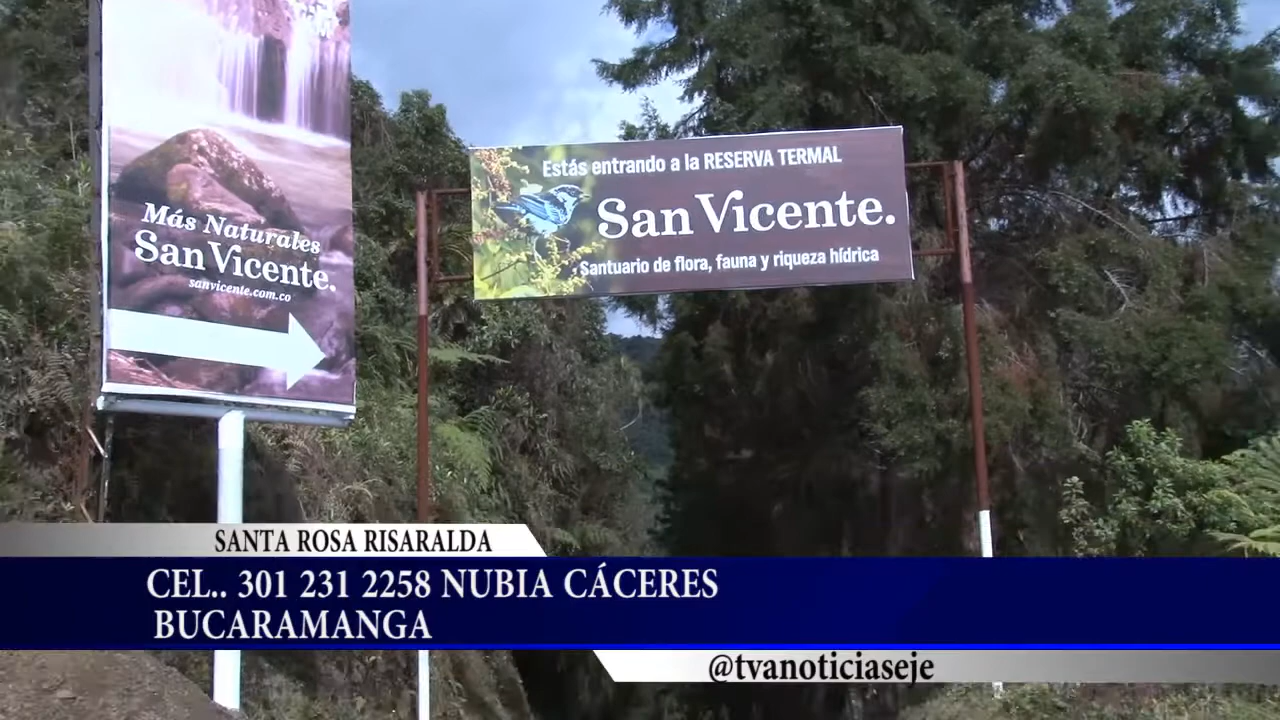 Más Naturales
San Vicente.
sanvicente.com.co
Estás entrando a la RESERVA TERMAL
San Vicente.
Santuario de flora, fauna y riqueza hídrica
SANTA ROSA RISARALDA
CEL.. 301 231 2258 NUBIA CÁCERES
BUCARAMANGA
@tvanoticiaseje